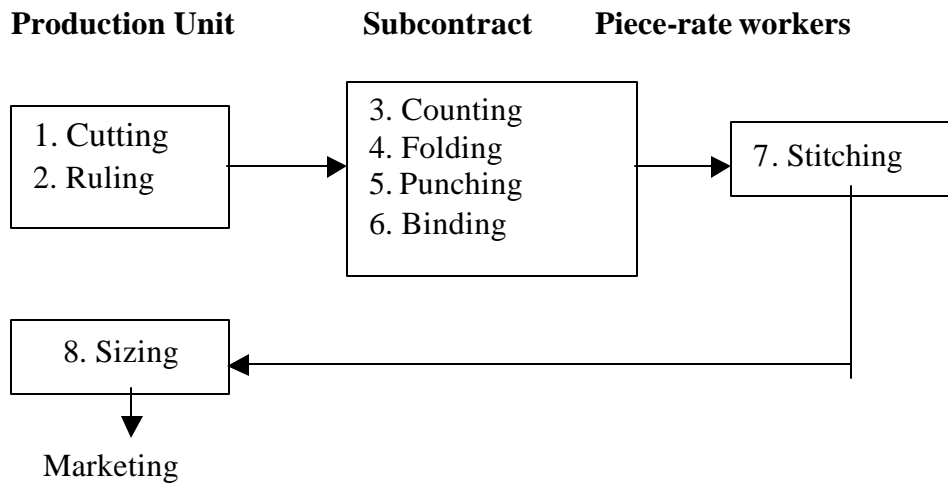 Production Unit Subcontract Piece-rate workers
1. Cutting
2. Ruling
3. Counting
4. Folding
5. Punching
6. Binding
7. Stitching
8. Sizing
Marketing